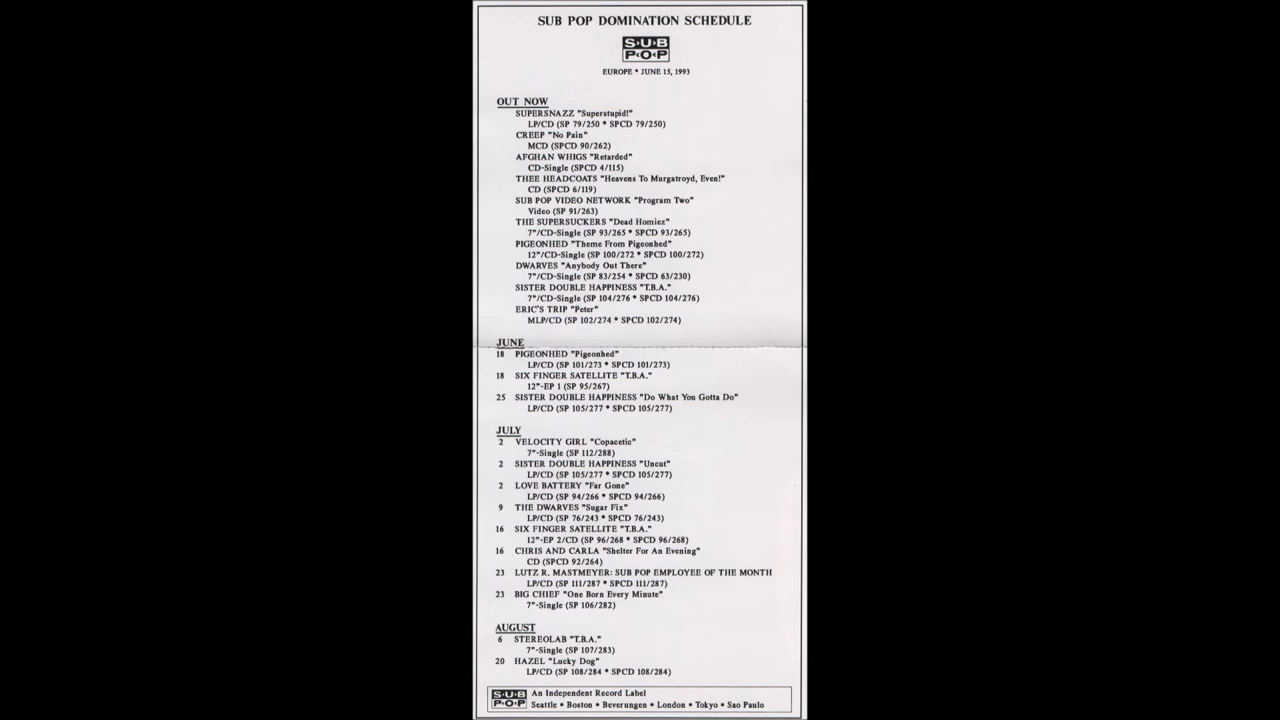 SUB POP DOMINATION SCHEDULE
S•U•B
P•O•P
EUROPE * JUNE 15, 1993
OUT NOW
SUPERSNAZZ "Superstupid!"
LP/CD (SP 79/250 * SPCD 79/250)
CREEP "No Pain"
MCD (SPCD 90/262)
AFGHAN WHIGS "Retarded"
CD-Single (SPCD 4/115)
THEE HEADCOATS "Heavens To Murgatroyd, Even!"
CD (SPCD 6/119)
SUB POP VIDEO NETWORK "Program Two"
Video (SP 91/263)
THE SUPERSUCKERS "Dead Homiez"
7"/CD-Single (SP 93/265 * SPCD 93/265)
PIGEONHED "Theme From Pigeonhed"
12"/CD-Single (SP 100/272 * SPCD 100/272)
DWARVES "Anybody Out There"
7"/CD-Single (SP 83/254 * SPCD 63/230)
SISTER DOUBLE HAPPINESS "T.B.A."
7"/CD-Single (SP 104/276 * SPCD 104/276)
ERIC'S TRIP "Peter"
MLP/CD (SP 102/274 * SPCD 102/274)
JUNE
18 PIGEONHED "Pigeonhed"
LP/CD (SP 101/273 * SPCD 101/273)
18 SIX FINGER SATELLITE "T.B.A."
12"-EP 1 (SP 95/267)
25 SISTER DOUBLE HAPPINESS "Do What You Gotta Do"
LP/CD (SP 105/277 * SPCD 105/277)
JULY
2 VELOCITY GIRL "Copacetic"
7"-Single (SP 112/288)
2 SISTER DOUBLE HAPPINESS "Uncut"
LP/CD (SP 105/277 * SPCD 105/277)
2 LOVE BATTERY "Far Gone"
LP/CD (SP 94/266 * SPCD 94/266)
9 THE DWARVES "Sugar Fix"
LP/CD (SP 76/243 * SPCD 76/243)
16 SIX FINGER SATELLITE "T.B.A."
12"-EP 2/CD (SP 96/268 * SPCD 96/268)
16 CHRIS AND CARLA "Shelter For An Evening"
CD (SPCD 92/264)
23 LUTZ R. MASTMEYER: SUB POP EMPLOYEE OF THE MONTH
LP/CD (SP 111/287 * SPCD 111/287)
23 BIG CHIEF "One Born Every Minute"
7"-Single (SP 106/282)
AUGUST
6 STEREOLAB "T.B.A."
7"-Single (SP 107/283)
20 HAZEL "Lucky Dog"
LP/CD (SP 108/284 * SPCD 108/284)
S•U•B
P•O•P
An Independent Record Label
Seattle • Boston • Beverungen • London • Tokyo • Sao Paulo